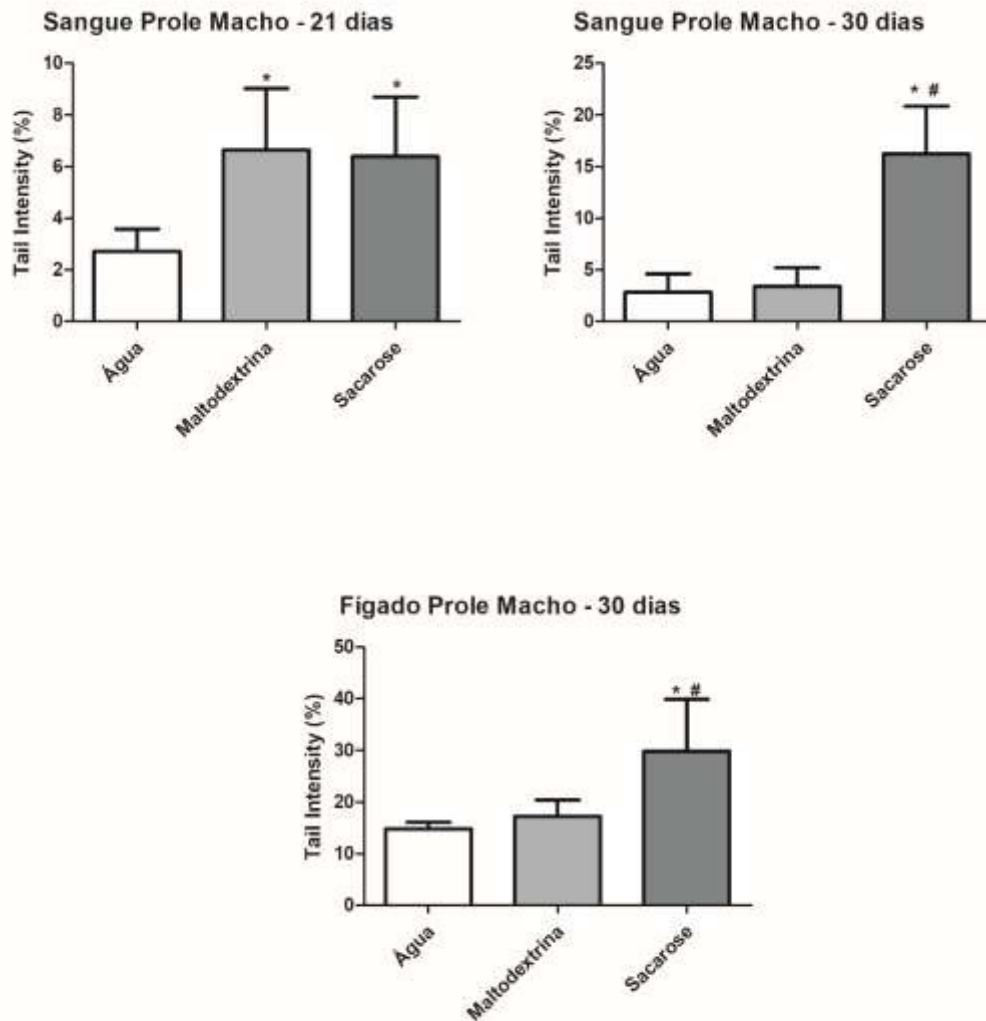 Sangue Prole Macho - 21 dias
Tail Intensity (%)
10
8
6
4
2
0
*
*
Água
Maltodextrina
Sacarose
Sangue Prole Macho - 30 dias
Tail Intensity (%)
25
20
15
10
5
0
* #
Água
Maltodextrina
Sacarose
Fígado Prole Macho - 30 dias
Tail Intensity (%)
50
40
30
20
10
0
* #
Água
Maltodextrina
Sacarose